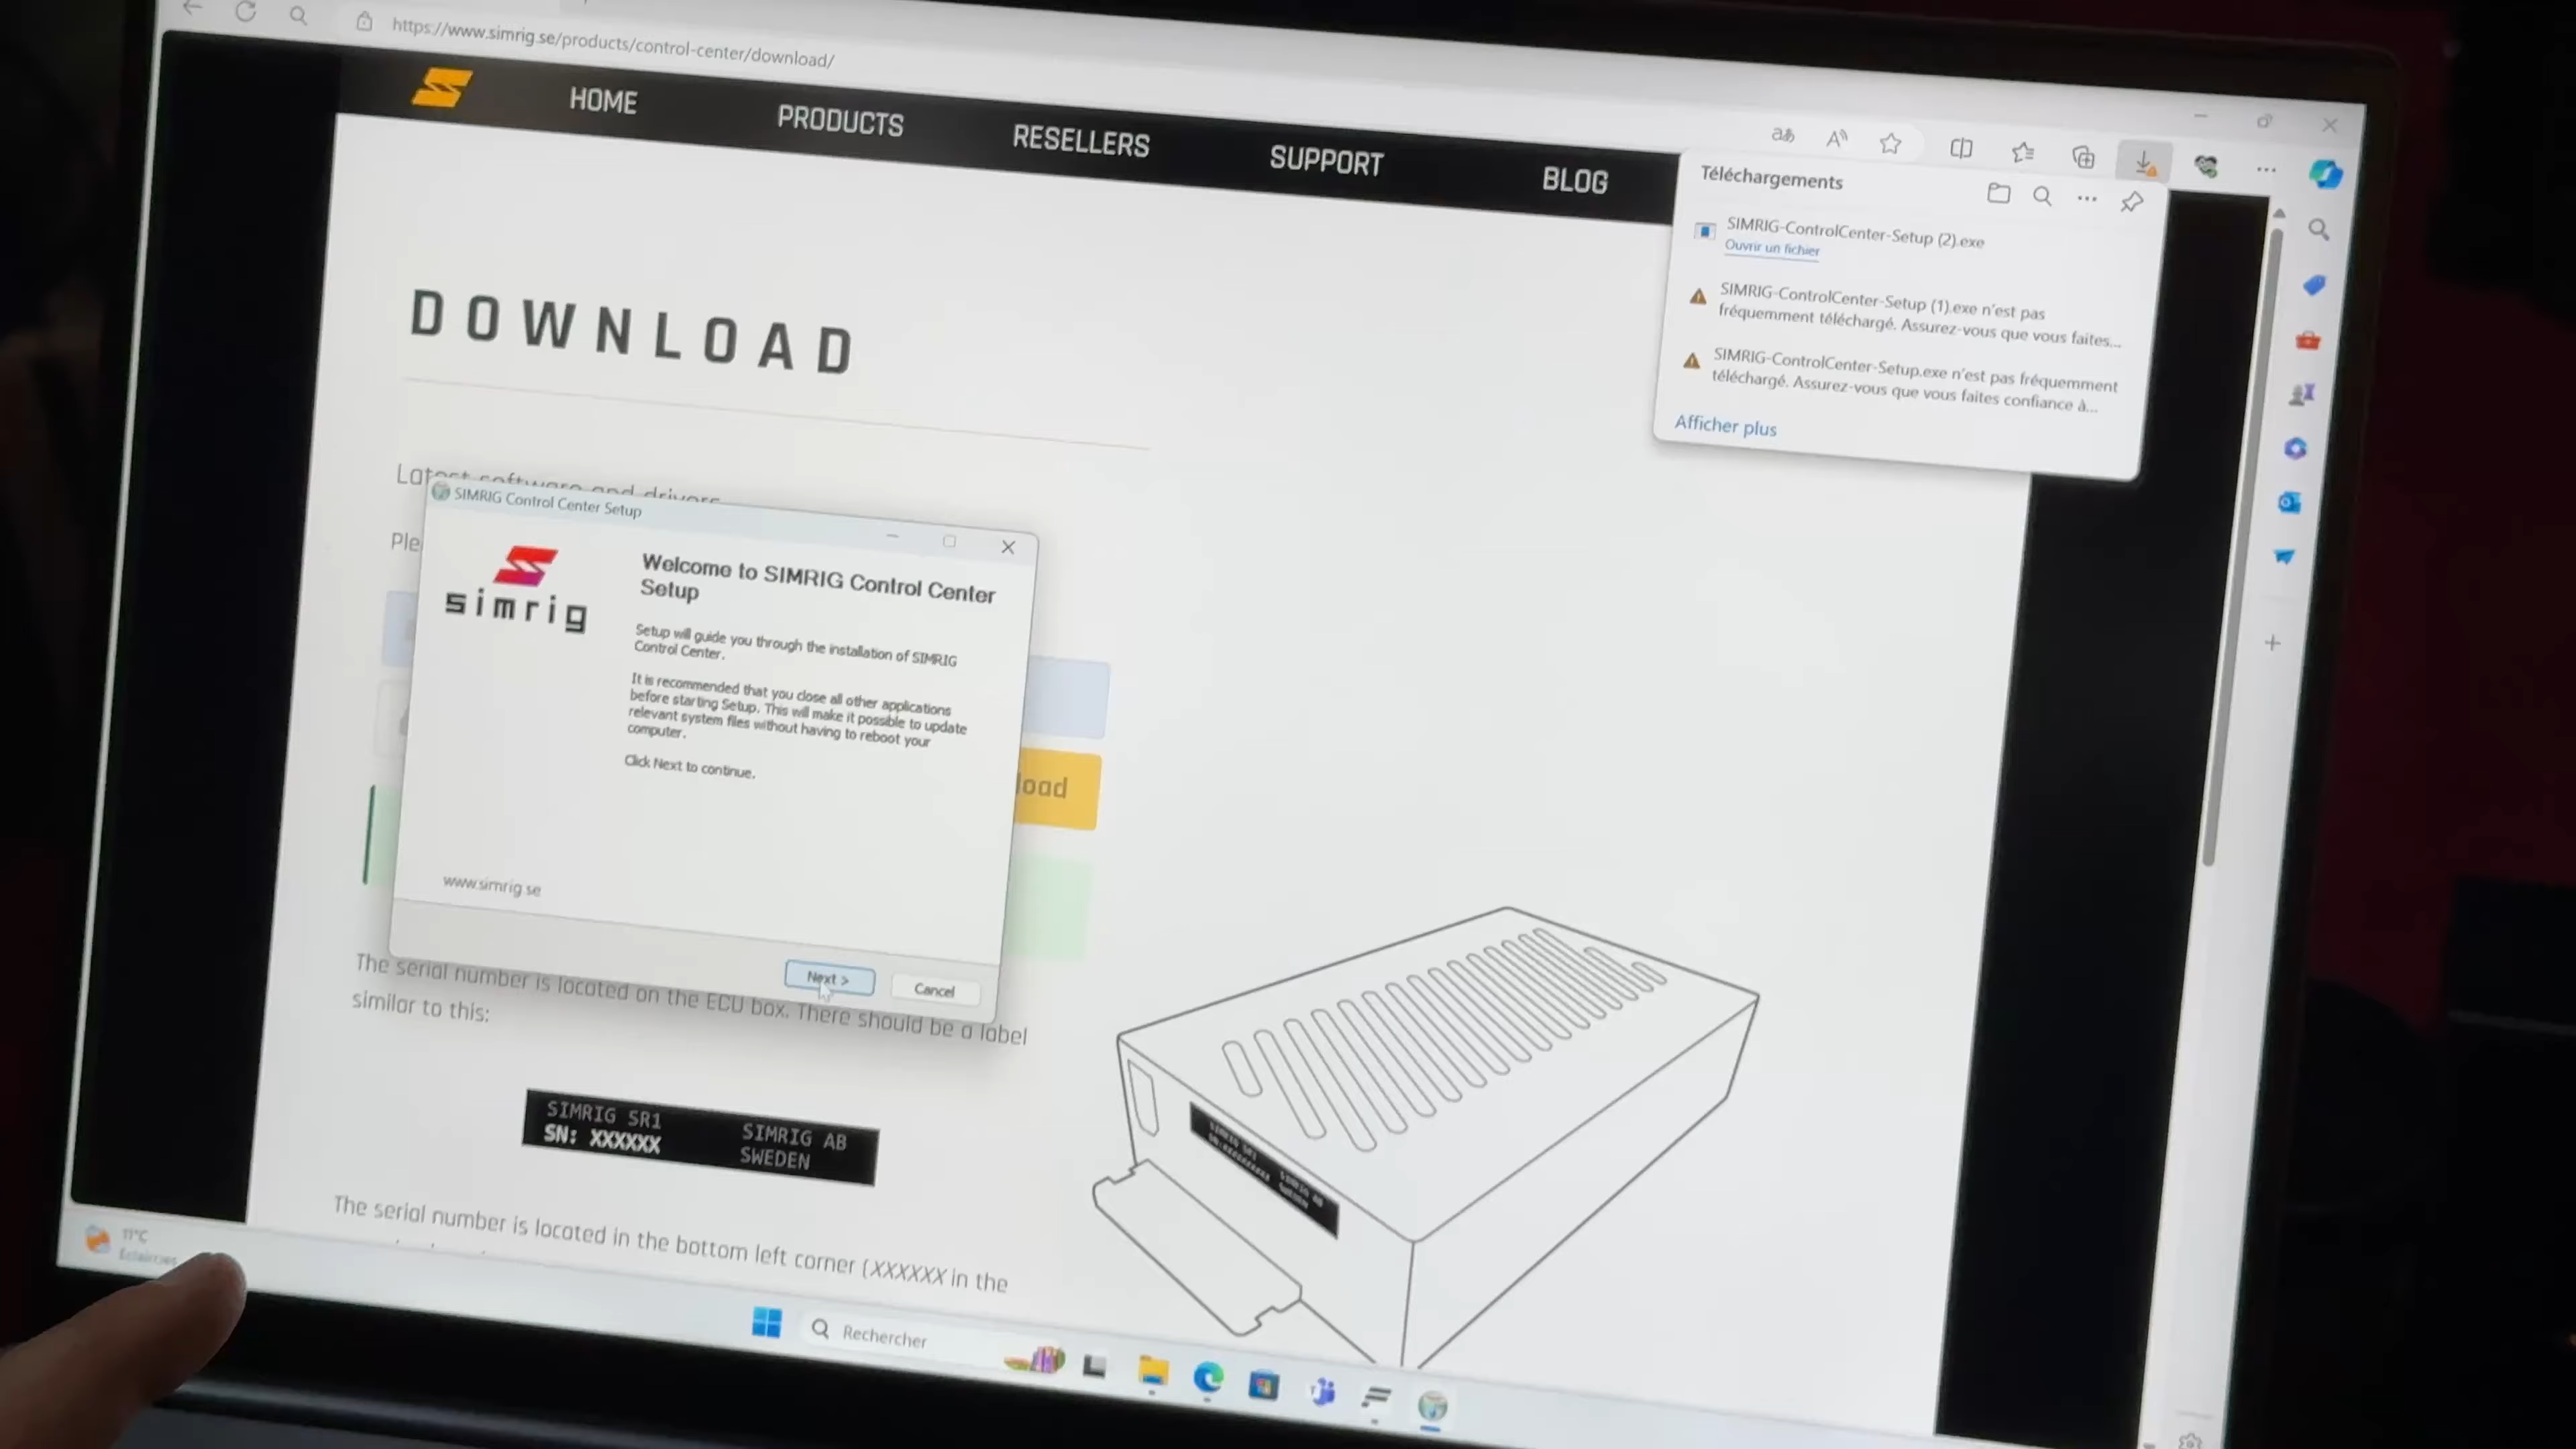 https://www.simrig.se/products/control-center/download/
HOME
PRODUCTS
RESELLERS
SUPPORT
BLOG
Téléchargements
SIMRIG-ControlCenter-Setup (2).exe
Ouvrir un fichier
SIMRIG-ControlCenter-Setup (1).exe n'est pas
fréquemment téléchargé. Assurez-vous que vous faites...
SIMRIG-ControlCenter-Setup.exe n'est pas fréquemment
téléchargé. Assurez-vous que vous faites confiance à...
Afficher plus
DOWNLOAD
Latest software and drivers
Ple
SIMRIG Control Center Setup
simrig
Welcome to SIMRIG Control Center
Setup
Setup will guide you through the installation of SIMRIG
Control Center.
It is recommended that you close all other applications
before starting Setup. This will make it possible to update
relevant system files without having to reboot your
computer.
Click Next to continue.
www.simrig.se
Next >
Cancel
load
The serial number is located on the ECU box. There should be a label
similar to this:
SIMRIG SR1
SN: XXXXXX
SIMRIG AB
SWEDEN
The serial number is located in the bottom left corner (XXXXXX in the
11°C
Rechercher